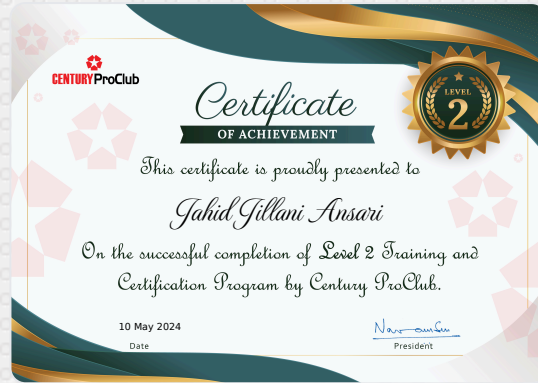 CENTURY ProClub
Certificate
OF ACHIEVEMENT
LEVEL
2
This certificate is proudly presented to
Jahid Jillani Ansari
On the successful completion of Level 2 Training and
Certification Program by Century ProClub.
10 May 2024
Date
President